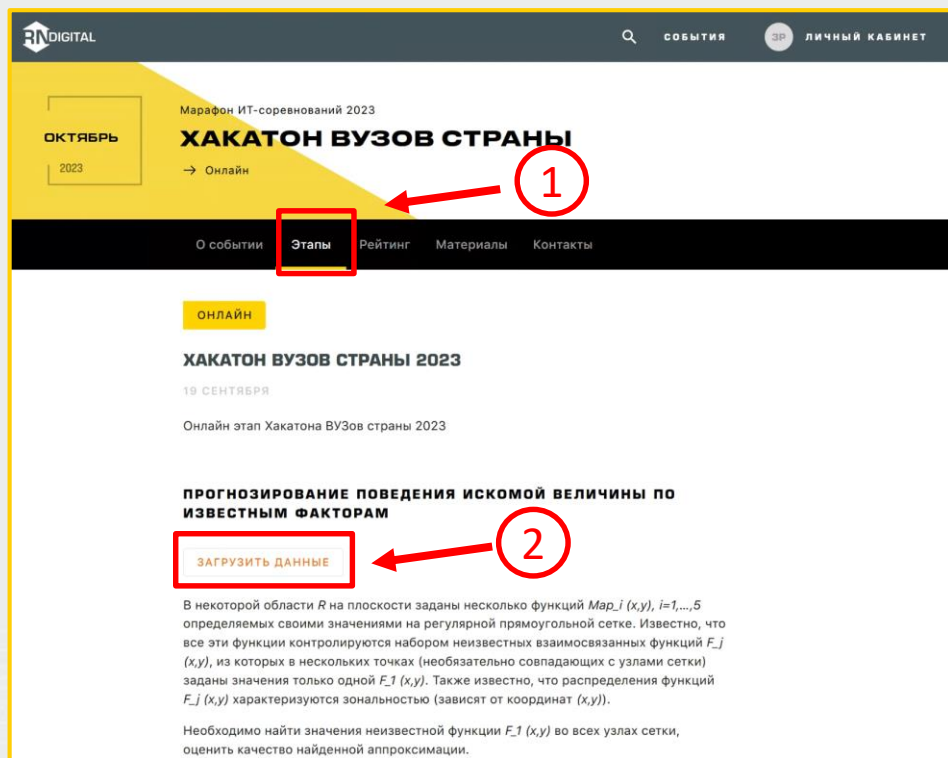 RNDIGITAL
СОБЫТИЯ
ЗР
ЛИЧНЫЙ КАБИНЕТ
ОКТЯБРЬ
2023
Марафон ИТ-соревнований 2023
ХАКАТОН ВУЗОВ СТРАНЫ
→ Онлайн
1
О событии Этапы Рейтинг Материалы Контакты
ОНЛАЙН
ХАКАТОН ВУЗОВ СТРАНЫ 2023
19 СЕНТЯБРЯ
Онлайн этап Хакатона ВУЗов страны 2023
ПРОГНОЗИРОВАНИЕ ПОВЕДЕНИЯ ИСКОМОЙ ВЕЛИЧИНЫ ПО
ИЗВЕСТНЫМ ФАКТОРАМ
2
ЗАГРУЗИТЬ ДАННЫЕ
В некоторой области R на плоскости заданы несколько функций Map_i (x,y), i=1,...,5
определяемых своими значениями на регулярной прямоугольной сетке. Известно, что
все эти функции контролируются набором неизвестных взаимосвязанных функций F_j
(x,y), из которых в нескольких точках (необязательно совпадающих с узлами сетки)
заданы значения только одной F_1 (x,y). Также известно, что распределения функций
F_j (x,y) характеризуются зональностью (зависят от координат (x,y)).
Необходимо найти значения неизвестной функции F_1 (x,y) во всех узлах сетки,
оценить качество найденной аппроксимации.